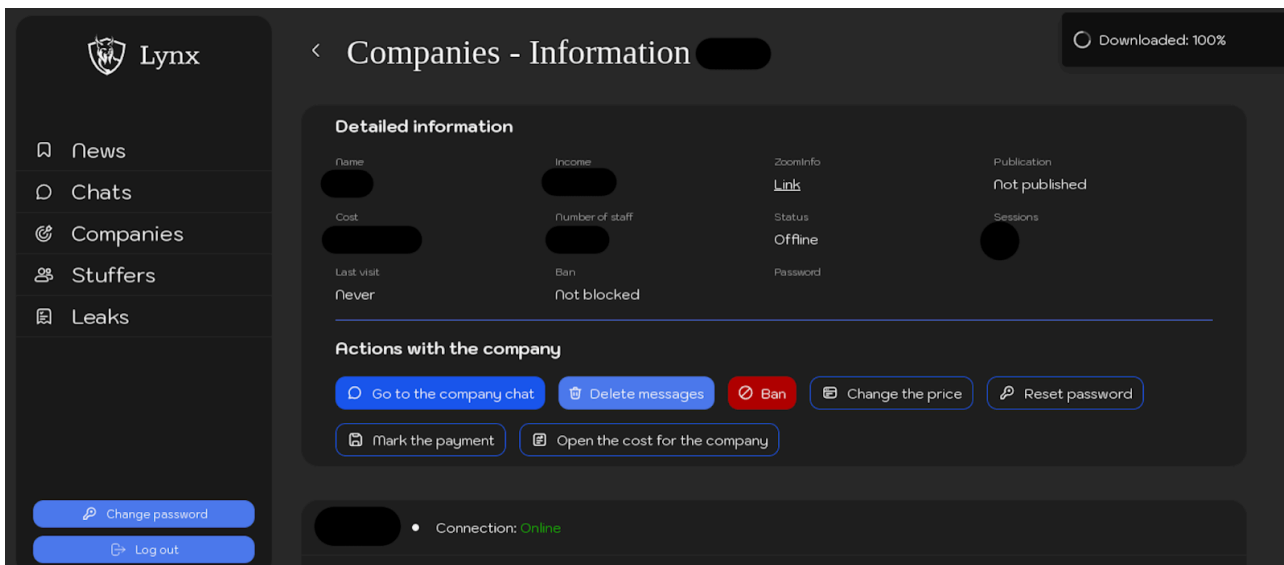 Lynx
Companies - Information
Downloaded: 100%
News
Chats
Companies
Stuffers
Leaks
Change password
Log out
Detailed information
Name Income ZoomInfo Publication
Link Not published
Cost Number of staff Status Sessions
Offline
Last visit Ban Password
Never Not blocked
Actions with the company
Go to the company chat Delete messages Ban Change the price Reset password
Mark the payment Open the cost for the company
Connection: Online